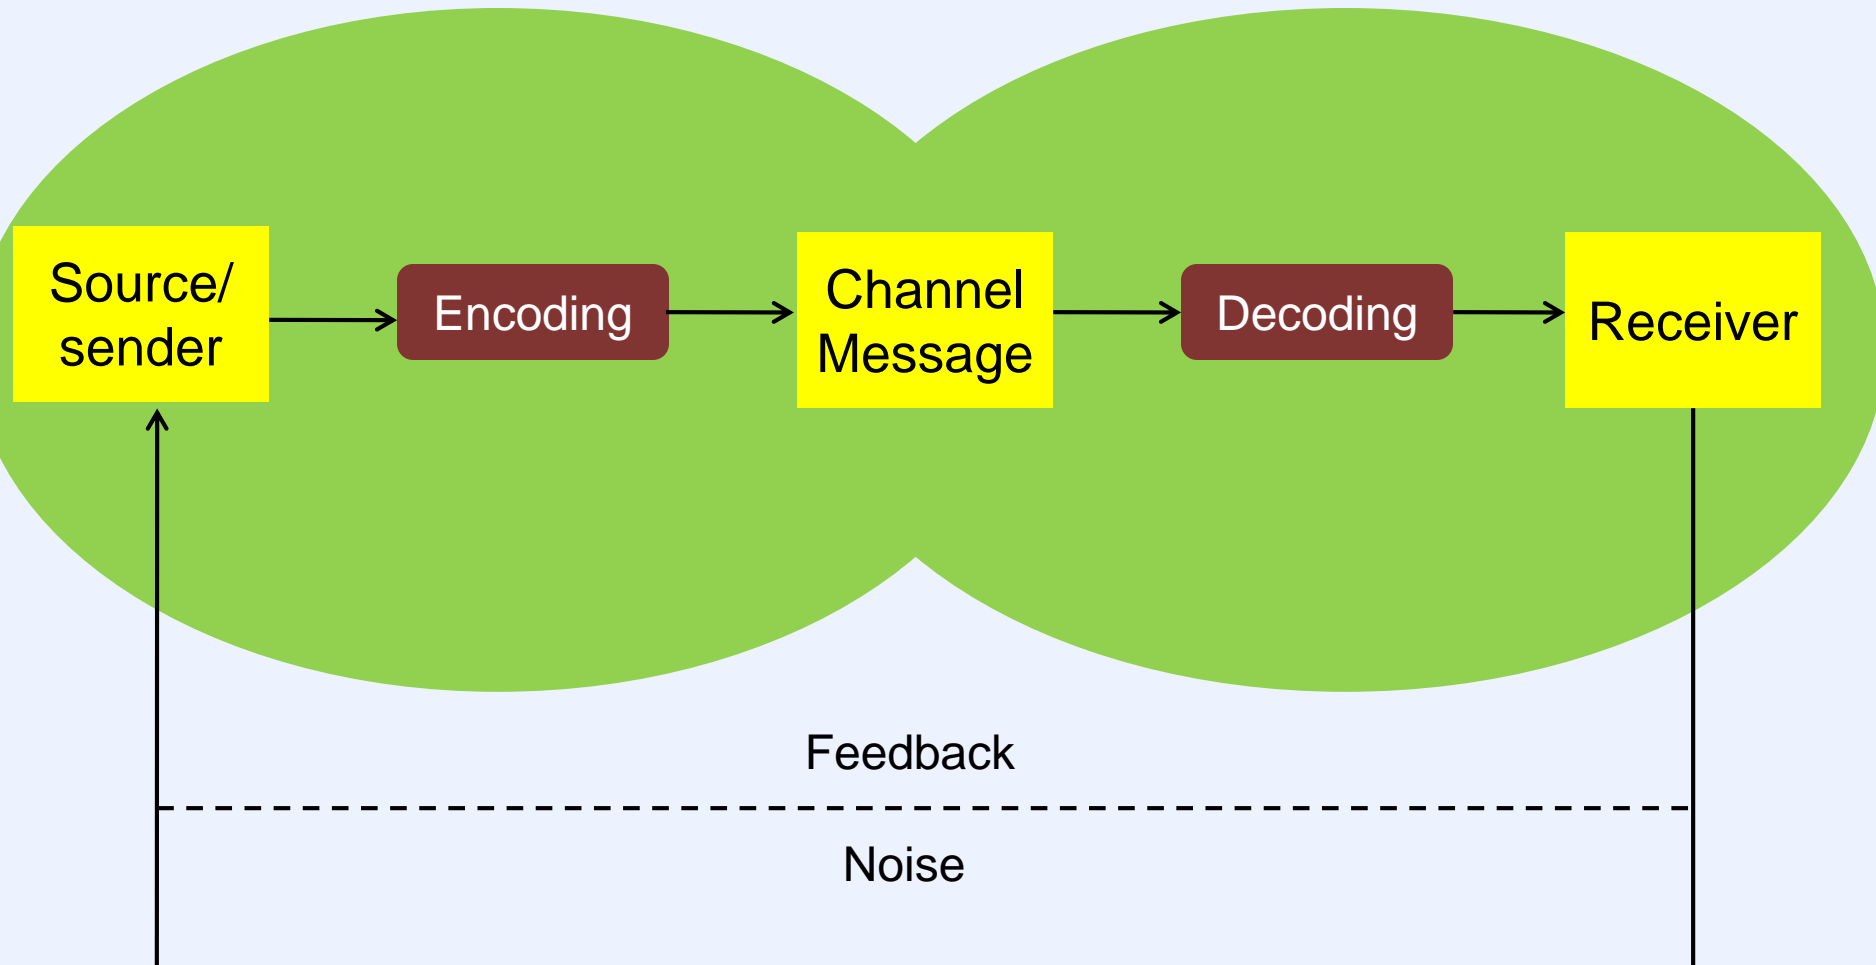 Source/
sender
Encoding
Channel
Message
Decoding
Receiver
Feedback
Noise